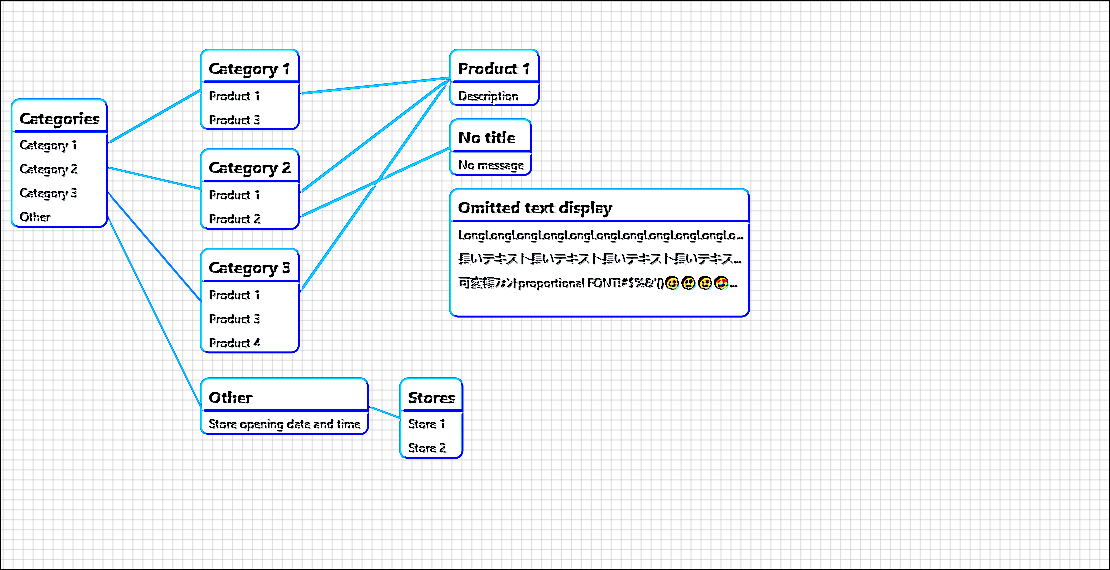 Categories
Category 1
Category 2
Category 3
Other
Category 1
Product 1
Product 3
Category 2
Product 1
Product 2
Category 3
Product 1
Product 3
Product 4
Other
Store opening date and time
Stores
Store 1
Store 2
Product 1
Description
No title
No message
Omitted text display
LongLongLongLongLongLongLongLongLongLongLo...
長いテキスト長いテキスト長いテキスト長いテキス...
可変幅フォントproportional FONT!#$%&'()...